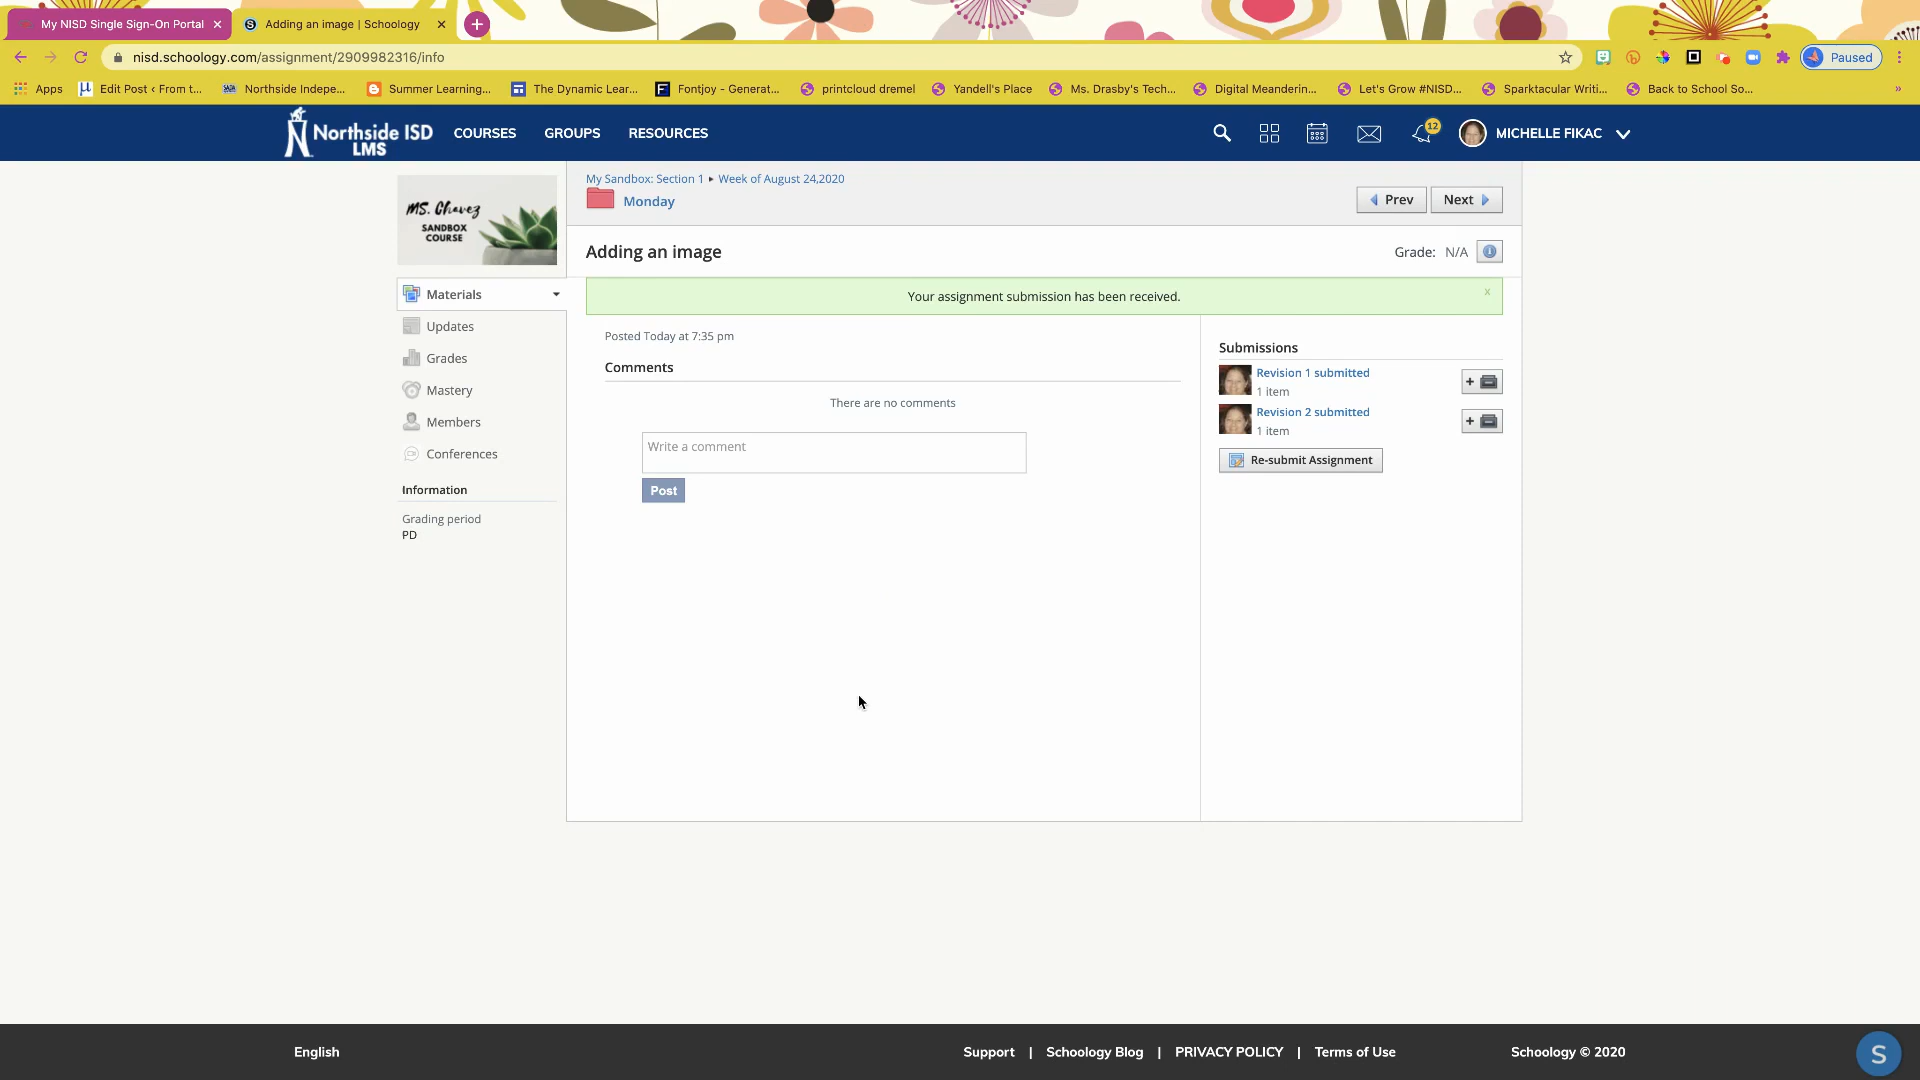 My NISD Single Sign-On Portal
Adding an image | Schoology
nisd.schoology.com/assignment/2909982316/info
Paused
Apps
Edit Post ‹ From t...
Northside Indepe...
Summer Learning...
The Dynamic Lear...
Fontjoy - Generat...
printcloud dremel
Yandell's Place
Ms. Drasby's Tech...
Digital Meanderin...
Let's Grow #NISD...
Sparktacular Writi...
Back to School So...
»
Northside ISD
LMS
COURSES
GROUPS
RESOURCES
12
MICHELLE FIKAC
MS. Chavez
SANDBOX
COURSE
My Sandbox: Section 1 ▸ Week of August 24,2020
Monday
Prev
Next
Adding an image
Grade: N/A
Your assignment submission has been received.
x
Materials
Updates
Grades
Mastery
Members
Conferences
Information
Grading period
PD
Posted Today at 7:35 pm
Comments
There are no comments
Write a comment
Post
Submissions
Revision 1 submitted
1 item
Revision 2 submitted
1 item
Re-submit Assignment
English
Support | Schoology Blog | PRIVACY POLICY | Terms of Use
Schoology © 2020
S